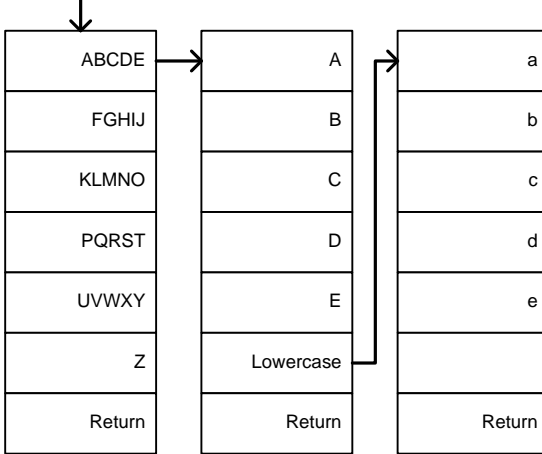 ABCDE
FGHIJ
KLMNO
PQRST
UVWXY
Z
Return
A
B
C
D
E
Lowercase
Return
a
b
c
d
e
Return